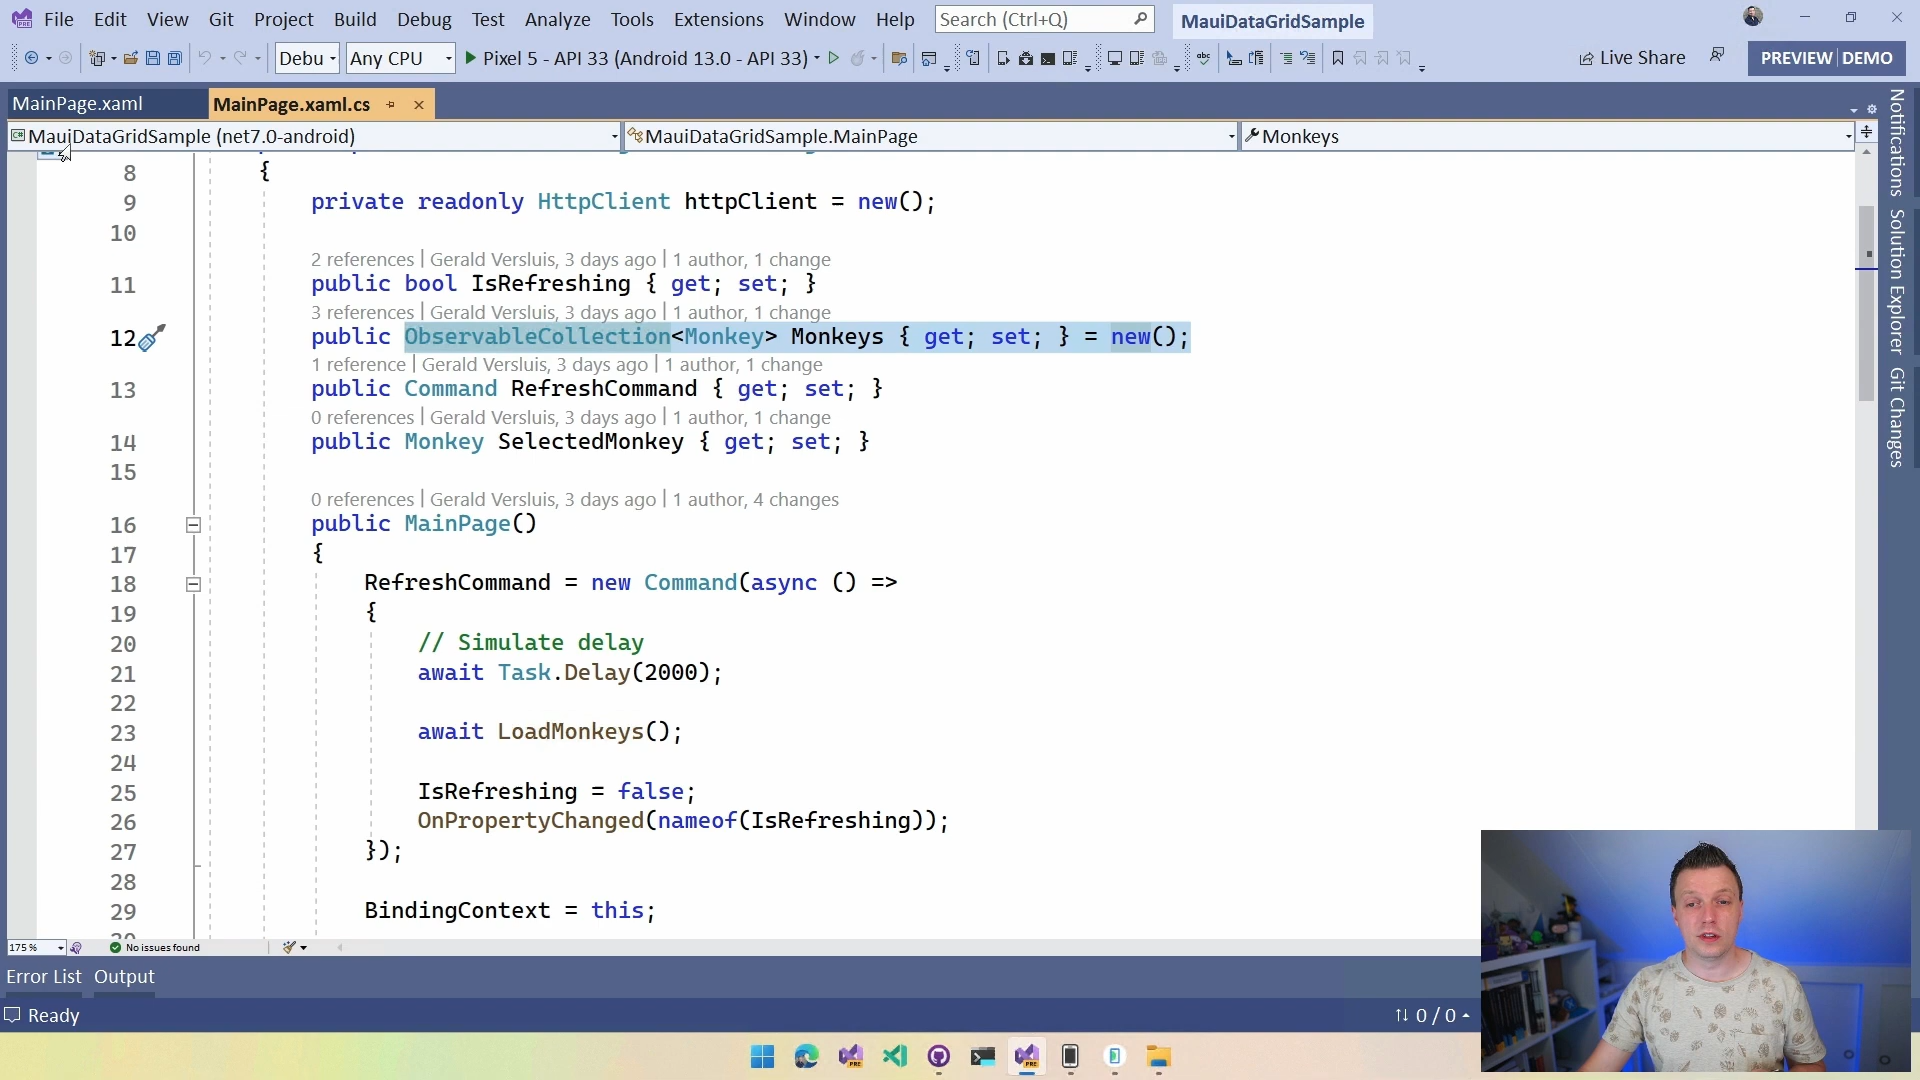 File Edit View Git Project Build Debug Test Analyze Tools Extensions Window Help Search (Ctrl+Q) MauiDataGridSample
Debu Any CPU Pixel 5 - API 33 (Android 13.0 - API 33) Live Share PREVIEW DEMO
MainPage.xaml MainPage.xaml.cs
MauiDataGridSample (net7.0-android) MauiDataGridSample.MainPage Monkeys
8 {
9 private readonly HttpClient httpClient = new();
10
2 references | Gerald Versluis, 3 days ago | 1 author, 1 change
11 public bool IsRefreshing { get; set; }
3 references | Gerald Versluis, 3 days ago | 1 author, 1 change
12 public ObservableCollection<Monkey> Monkeys { get; set; } = new();
1 reference | Gerald Versluis, 3 days ago | 1 author, 1 change
13 public Command RefreshCommand { get; set; }
0 references | Gerald Versluis, 3 days ago | 1 author, 1 change
14 public Monkey SelectedMonkey { get; set; }
15
0 references | Gerald Versluis, 3 days ago | 1 author, 4 changes
16 public MainPage()
17 {
18 RefreshCommand = new Command(async () =>
19 {
20 // Simulate delay
21 await Task.Delay(2000);
22
23 await LoadMonkeys();
24
25 IsRefreshing = false;
26 OnPropertyChanged(nameof(IsRefreshing));
27 });
28
29 BindingContext = this;
175 % No issues found
Error List Output
Ready 0 / 0
Notifications
Solution Explorer
Git Changes